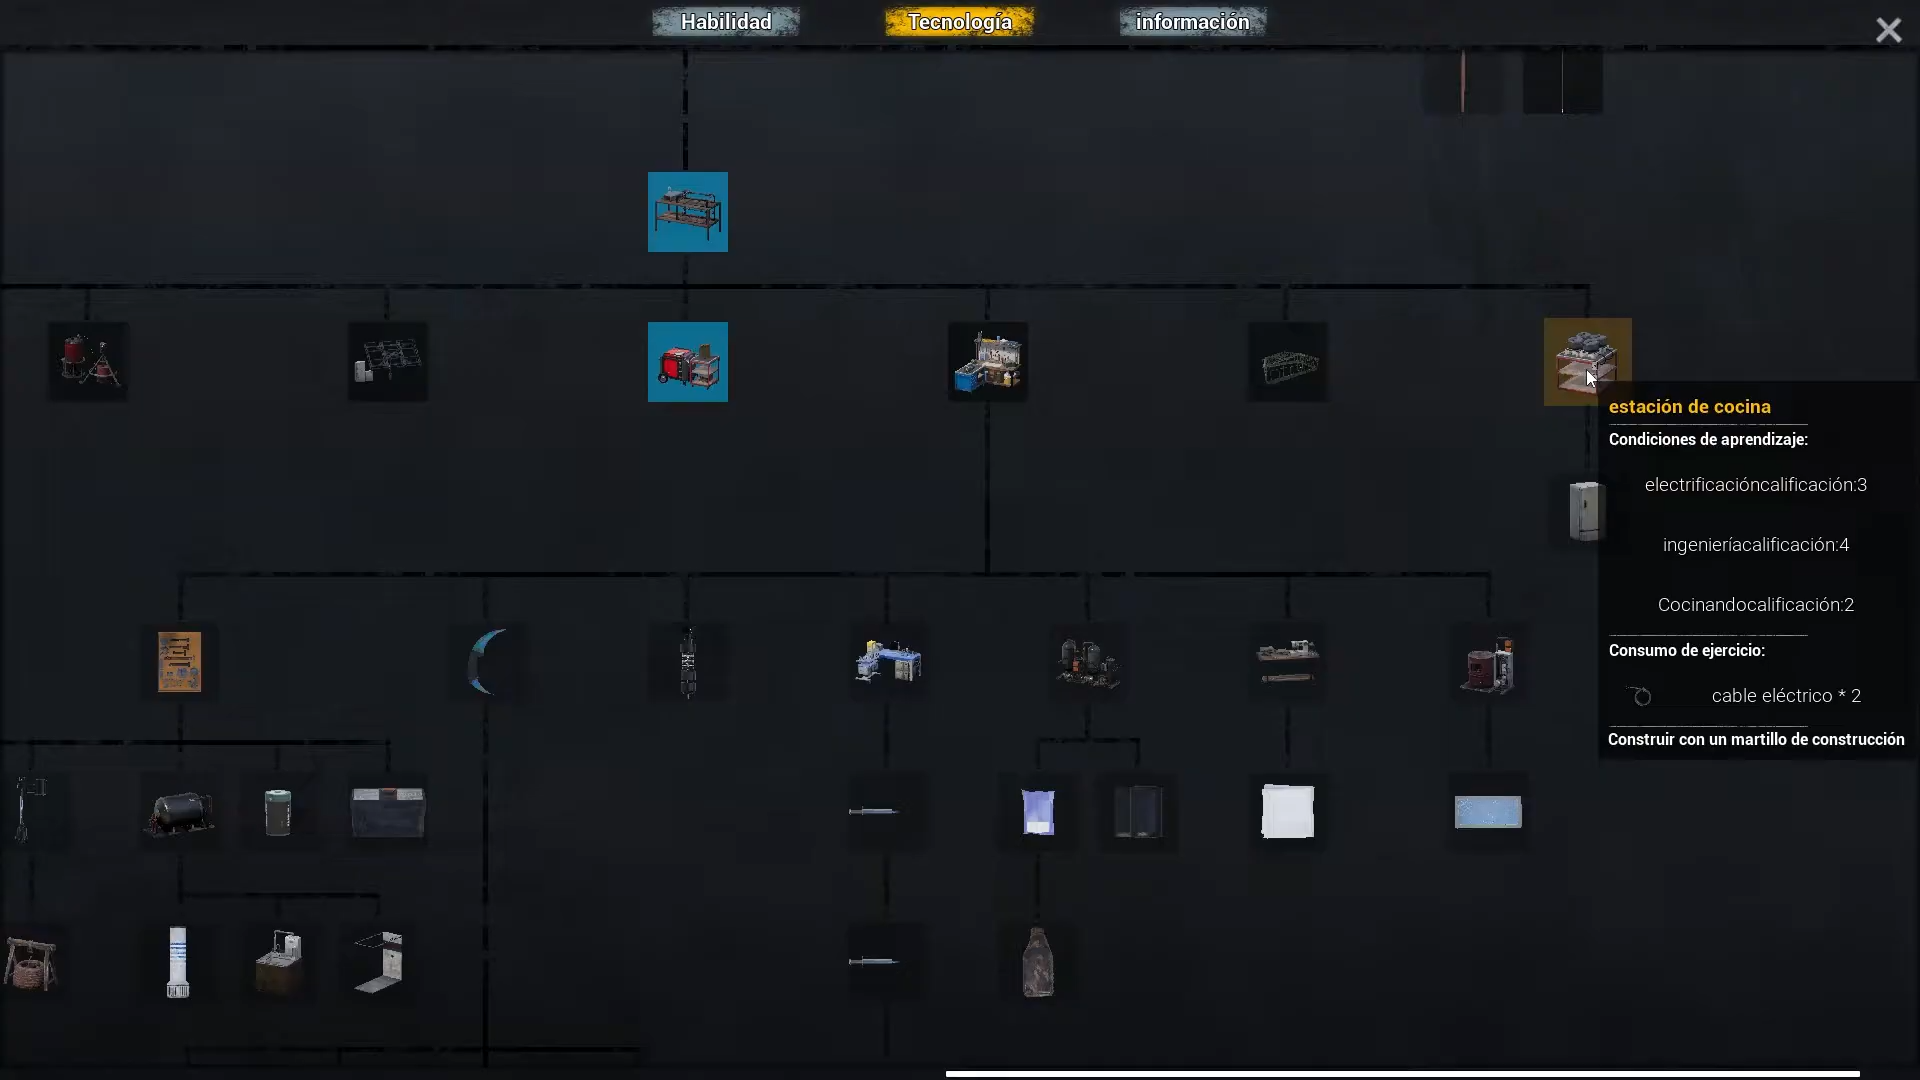 Habilidad
Tecnología
información
estación de cocina
Condiciones de aprendizaje:
electrificacióncalificación:3
ingenieríacalificación:4
Cocinandocalificación:2
Consumo de ejercicio:
cable eléctrico * 2
Construir con un martillo de construcción